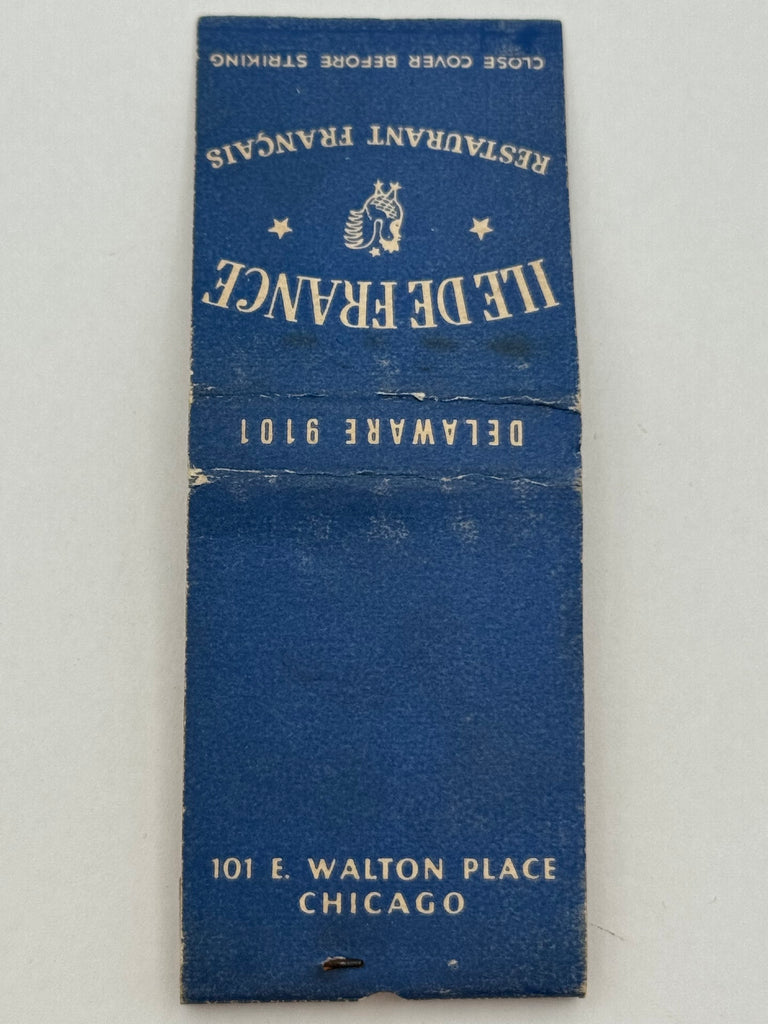 CLOSE COVER BEFORE STRIKING
RESTAURANT FRANÇAIS
ILE DE FRANCE
DELAWARE 9101
101 E. WALTON PLACE
CHICAGO